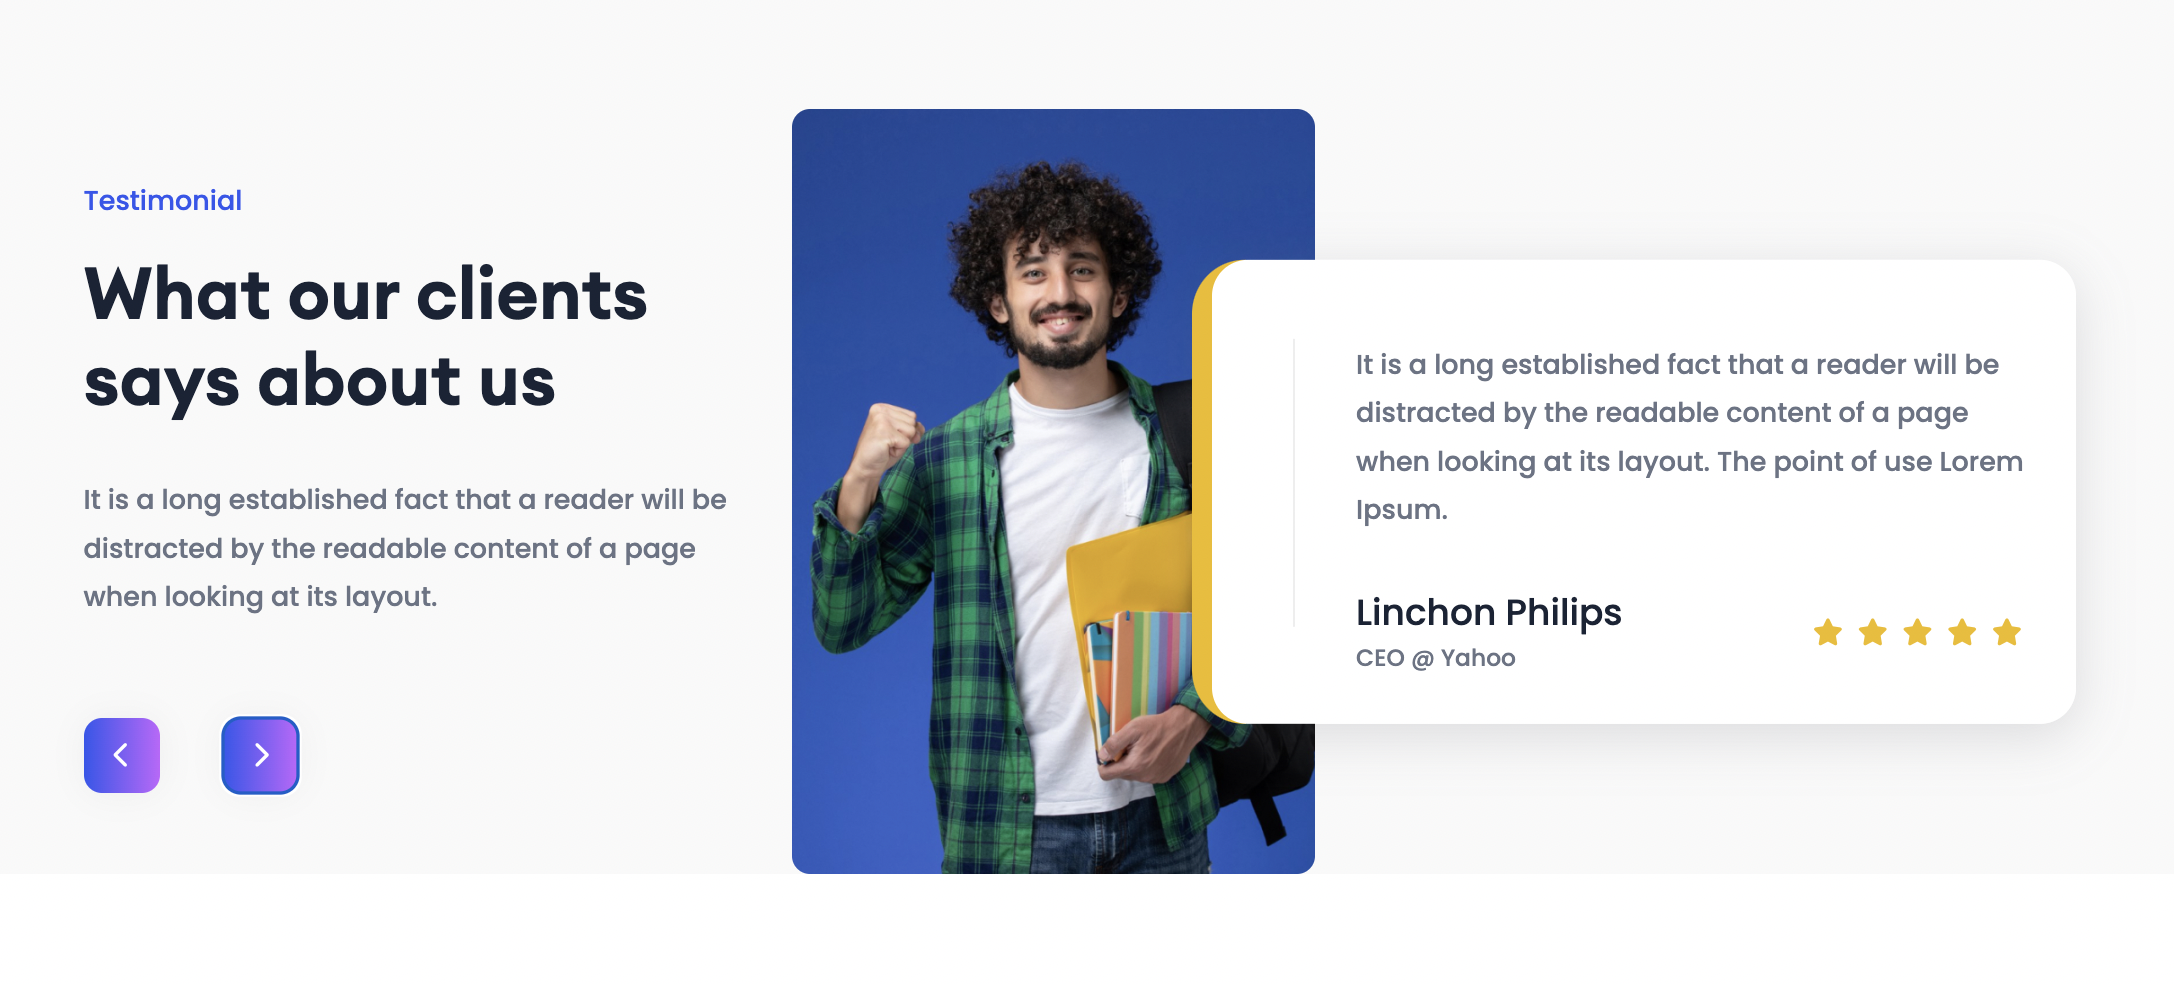 Testimonial
What our clients
says about us
It is a long established fact that a reader will be
distracted by the readable content of a page
when looking at its layout.
It is a long established fact that a reader will be
distracted by the readable content of a page
when looking at its layout. The point of use Lorem
Ipsum.
Linchon Philips
CEO @ Yahoo